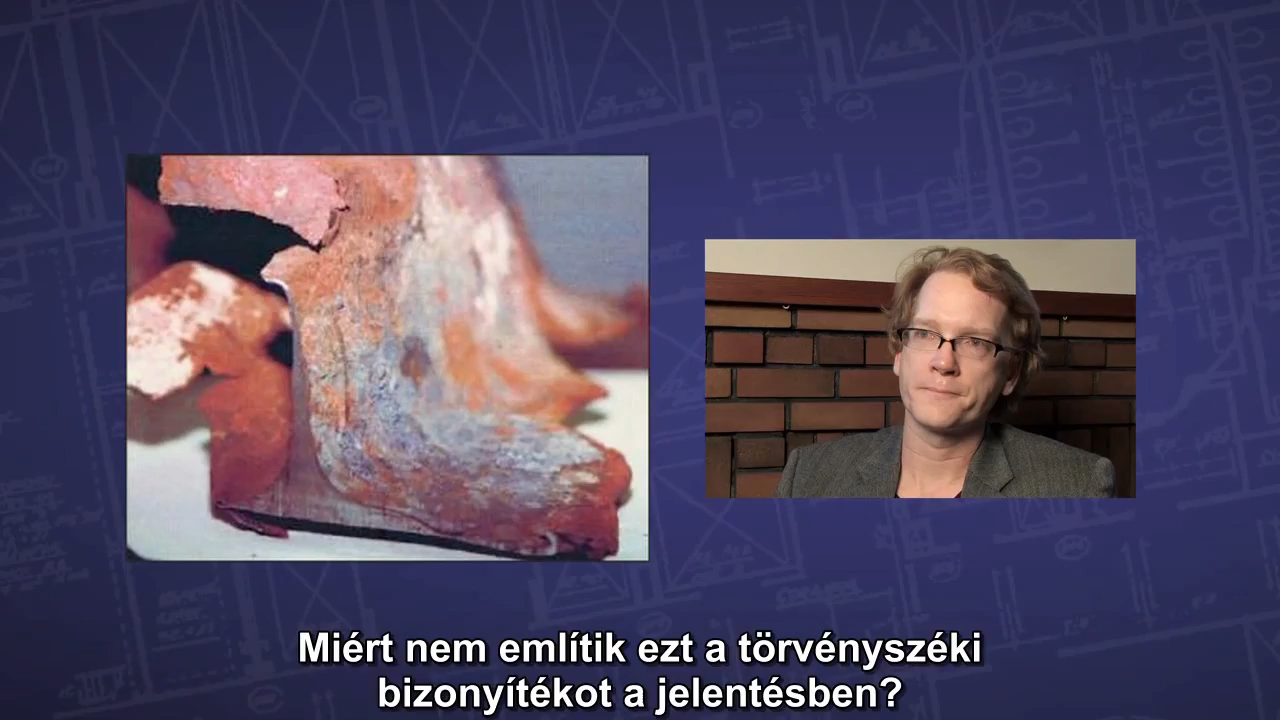 Miért nem említik ezt a törvényszéki
bizonyítékot a jelentésben?